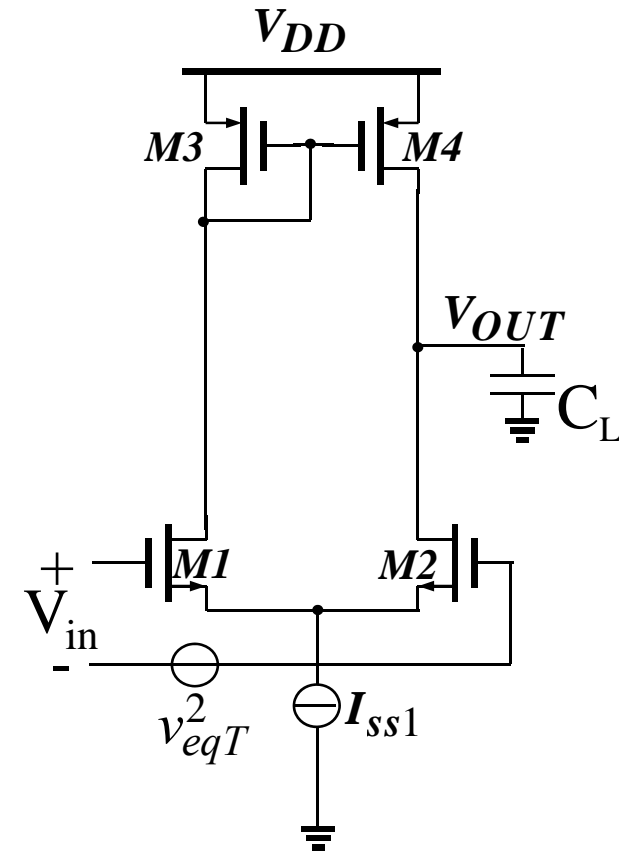 V_DD
M3 M4
V_OUT
C_L
+ M1 M2
V_in
-
v^2_eqT I_ss1